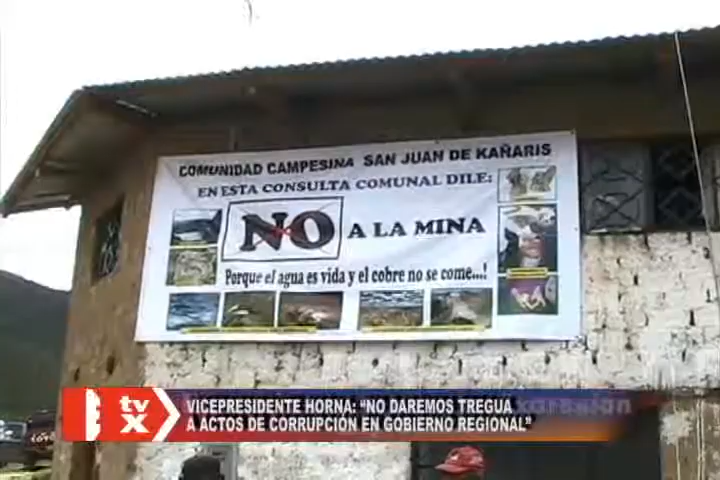 COMUNIDAD CAMPESINA SAN JUAN DE KAÑARIS
EN ESTA CONSULTA COMUNAL DILE:
NO A LA MINA
Porque el agua es vida y el cobre no se come...!
tv
X
VICEPRESIDENTE HORNA: “NO DAREMOS TREGUA
A ACTOS DE CORRUPCIÓN EN GOBIERNO REGIONAL”